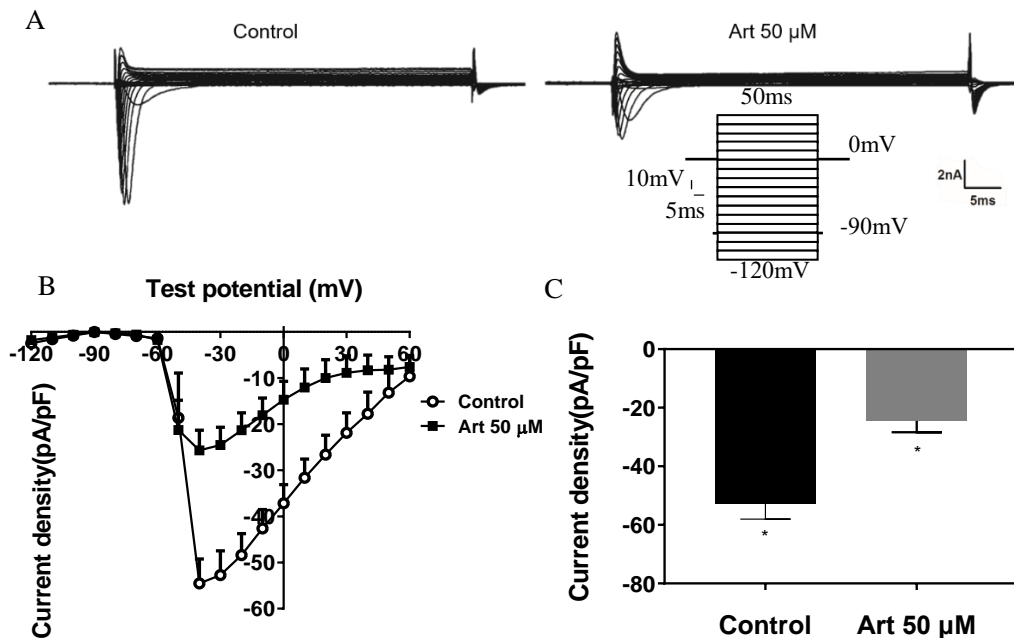 A
Control
Art 50 µM
50ms
0mV
10mV
5ms
-90mV
-120mV
2nA
5ms
B
Test potential (mV)
-120 -90 -60 -30 0 30 60
-10
-20
-30
-40
-50
-60
Current density(pA/pF)
Control
Art 50 µM
C
0
-20
-40
-60
-80
Current density(pA/pF)
*
*
Control Art 50 µM